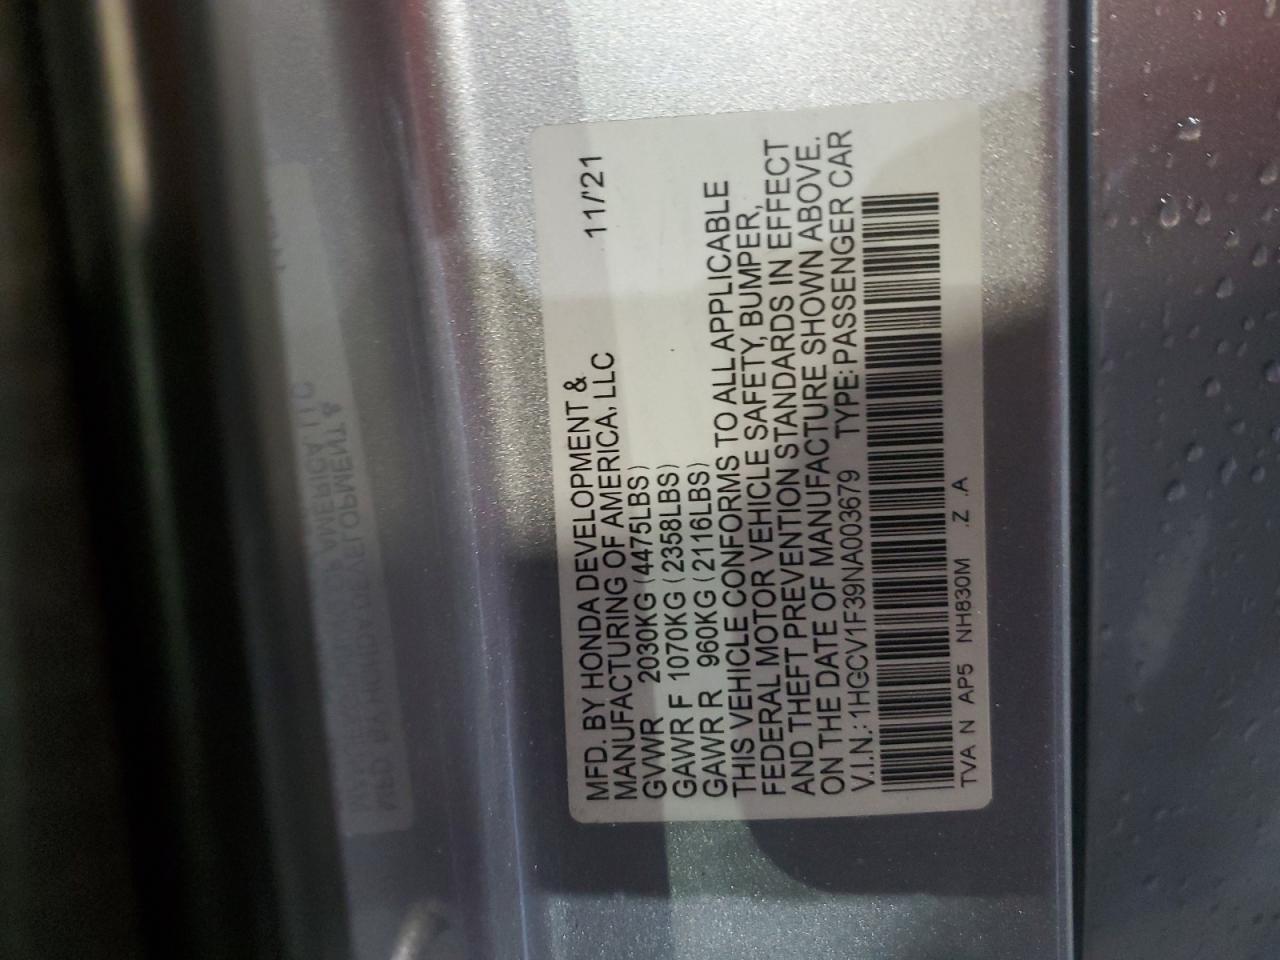 MFD. BY HONDA DEVELOPMENT &
MANUFACTURING OF AMERICA, LLC 11/'21
GVWR 2030KG (4475LBS)
GAWR F 1070KG (2358LBS)
GAWR R 960KG (2116LBS)
THIS VEHICLE CONFORMS TO ALL APPLICABLE
FEDERAL MOTOR VEHICLE SAFETY, BUMPER,
AND THEFT PREVENTION STANDARDS IN EFFECT
ON THE DATE OF MANUFACTURE SHOWN ABOVE.
V.I.N.: 1HGCV1F39NA003679 TYPE: PASSENGER CAR
TVA N AP5 NH830M .Z .A